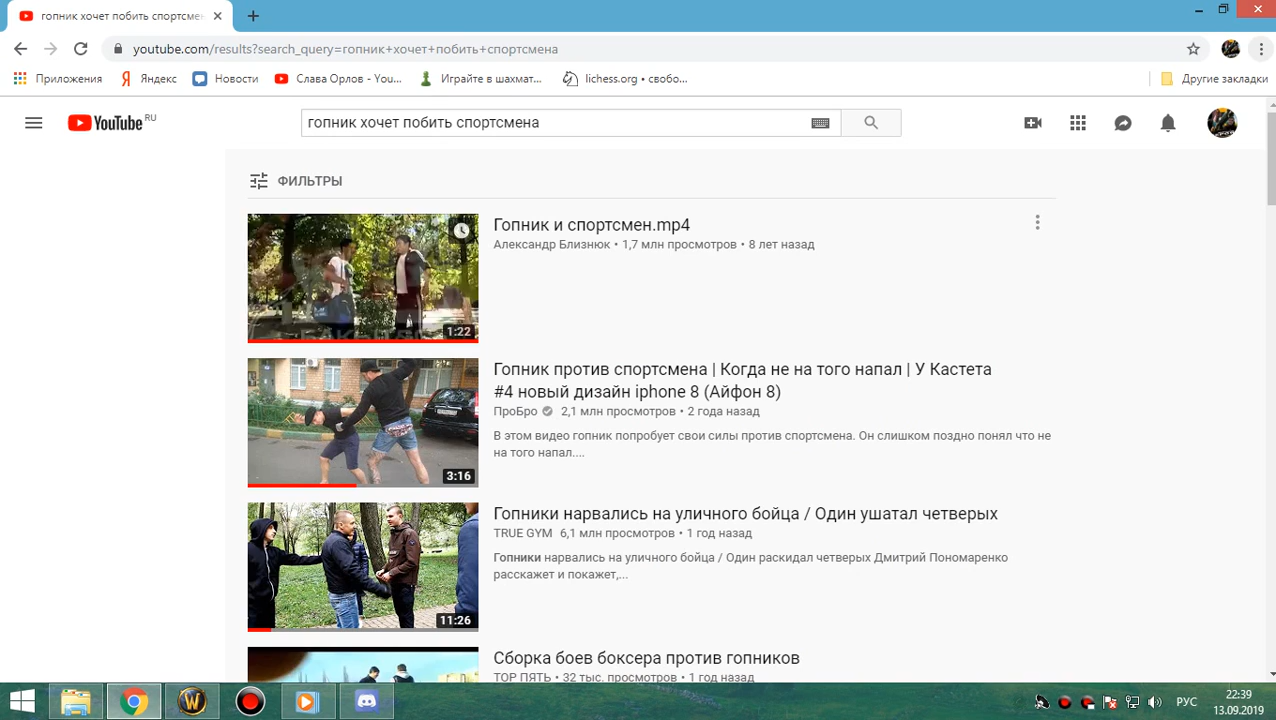 гопник хочет побить спортсмен
youtube.com/results?search_query=гопник+хочет+побить+спортсмена
Приложения Яндекс Новости Слава Орлов - You... Играйте в шахмат... lichess.org • свобо... Другие закладки
YouTube RU
гопник хочет побить спортсмена
ФИЛЬТРЫ
Гопник и спортсмен.mp4
Александр Близнюк • 1,7 млн просмотров • 8 лет назад
1:22
Гопник против спортсмена | Когда не на того напал | У Кастета
#4 новый дизайн iphone 8 (Айфон 8)
ПроБро 2,1 млн просмотров • 2 года назад
В этом видео гопник попробует свои силы против спортсмена. Он слишком поздно понял что не
на того напал....
3:16
Гопники нарвались на уличного бойца / Один ушатал четверых
TRUE GYM 6,1 млн просмотров • 1 год назад
Гопники нарвались на уличного бойца / Один раскидал четверых Дмитрий Пономаренко
расскажет и покажет,...
11:26
Сборка боев боксера против гопников
TOP ПЯТЬ • 32 тыс. просмотров • 1 год назад
РУС
22:39
13.09.2019